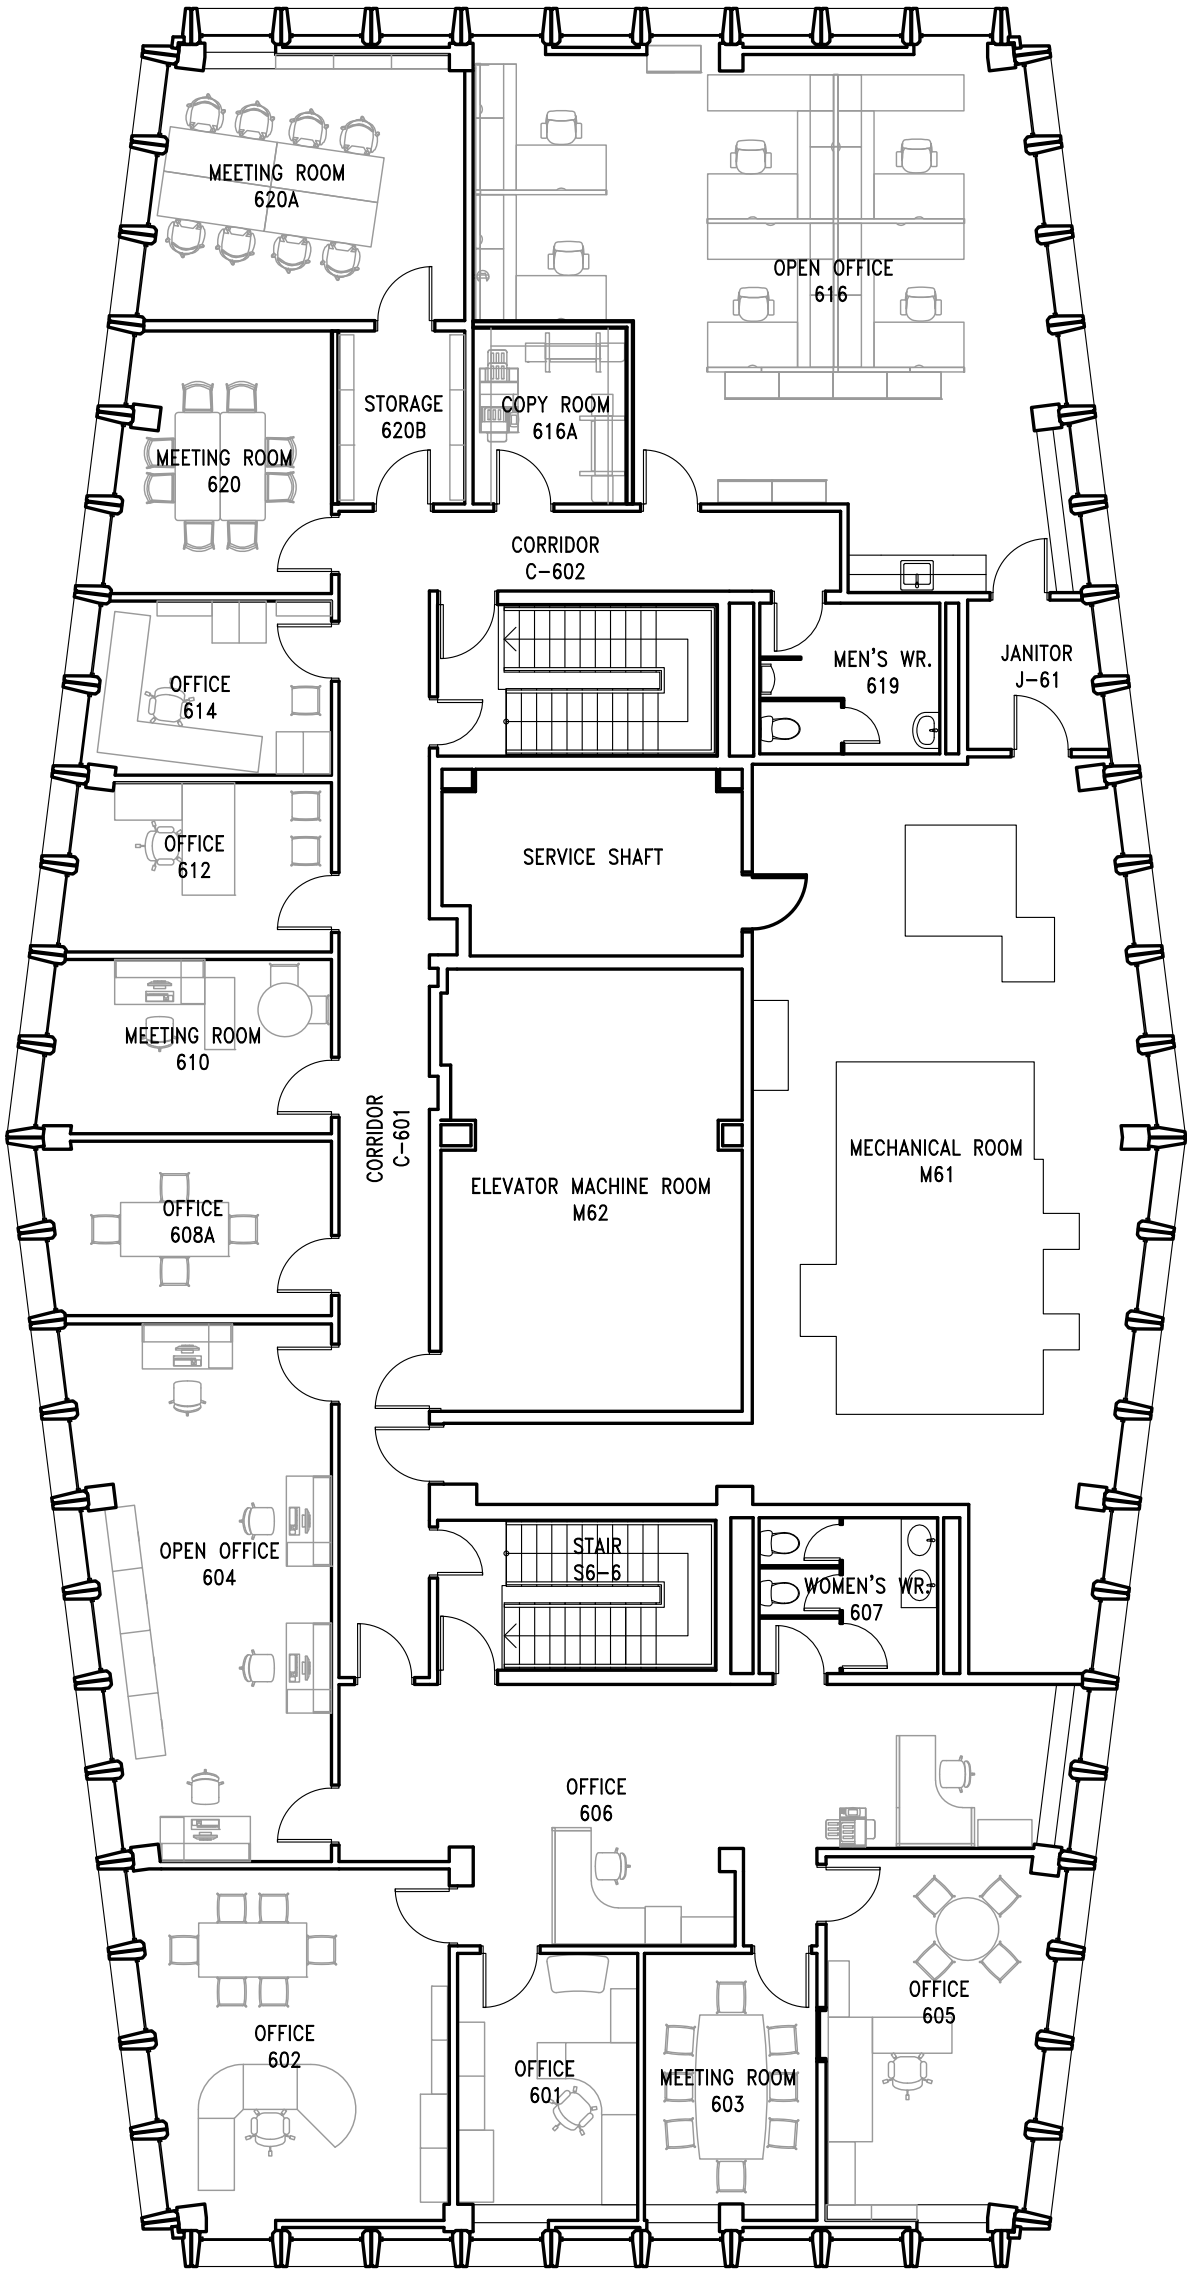 MEETING ROOM
620A
OPEN OFFICE
616
STORAGE
620B
COPY ROOM
616A
MEETING ROOM
620
CORRIDOR
C-602
MEN'S WR.
619
JANITOR
J-61
OFFICE
614
OFFICE
612
SERVICE SHAFT
MEETING ROOM
610
CORRIDOR
C-601
MECHANICAL ROOM
M61
ELEVATOR MACHINE ROOM
M62
OFFICE
608A
OPEN OFFICE
604
STAIR
S6-6
WOMEN'S WR.
607
OFFICE
606
OFFICE
605
OFFICE
602
OFFICE
601
MEETING ROOM
603